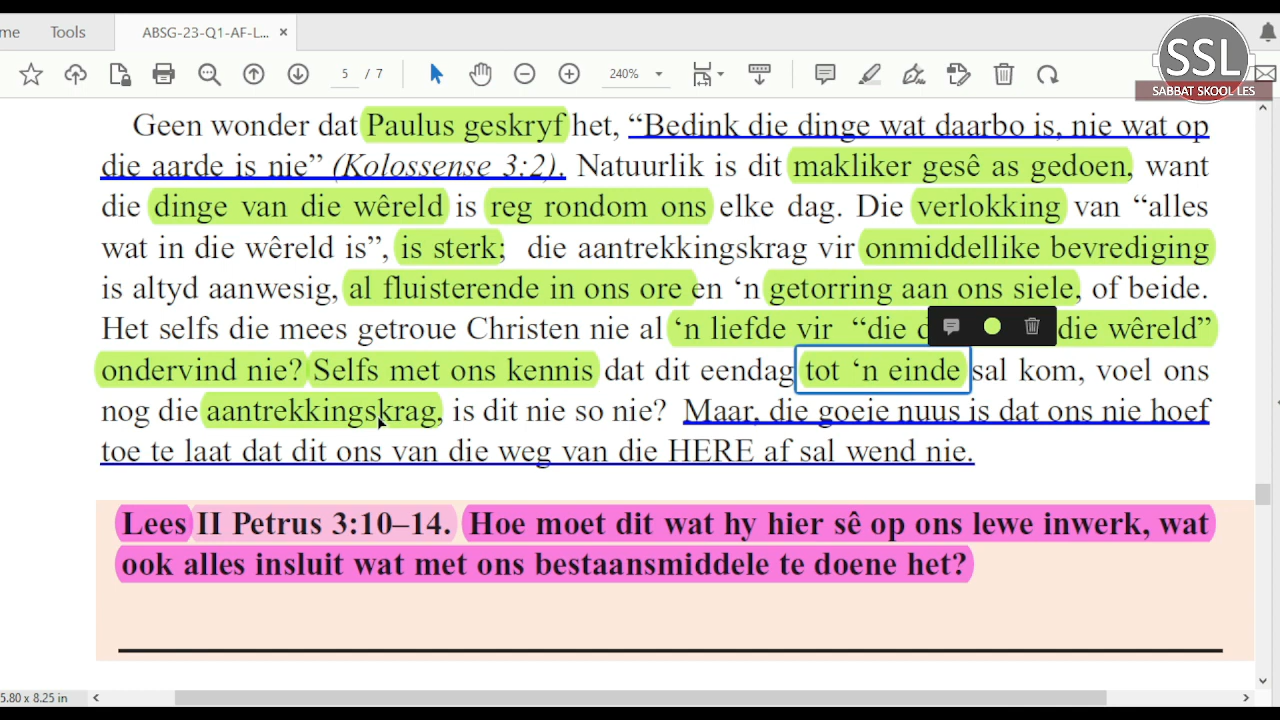 me Tools ABSG-23-Q1-AF-L... ×
SSL
SABBAT SKOOL LES
5 / 7 240%
Geen wonder dat Paulus geskryf het, “Bedink die dinge wat daarbo is, nie wat op
die aarde is nie” (Kolossense 3:2). Natuurlik is dit makliker gesê as gedoen, want
die dinge van die wêreld is reg rondom ons elke dag. Die verlokking van “alles
wat in die wêreld is”, is sterk; die aantrekkingskrag vir onmiddellike bevrediging
is altyd aanwesig, al fluisterende in ons ore en ‘n getorring aan ons siele, of beide.
Het selfs die mees getroue Christen nie al ‘n liefde vir “die die wêreld”
ondervind nie? Selfs met ons kennis dat dit eendag tot ‘n einde sal kom, voel ons
nog die aantrekkingskrag, is dit nie so nie? Maar, die goeie nuus is dat ons nie hoef
toe te laat dat dit ons van die weg van die HERE af sal wend nie.
Lees II Petrus 3:10–14. Hoe moet dit wat hy hier sê op ons lewe inwerk, wat
ook alles insluit wat met ons bestaansmiddele te doene het?
5.80 x 8.25 in